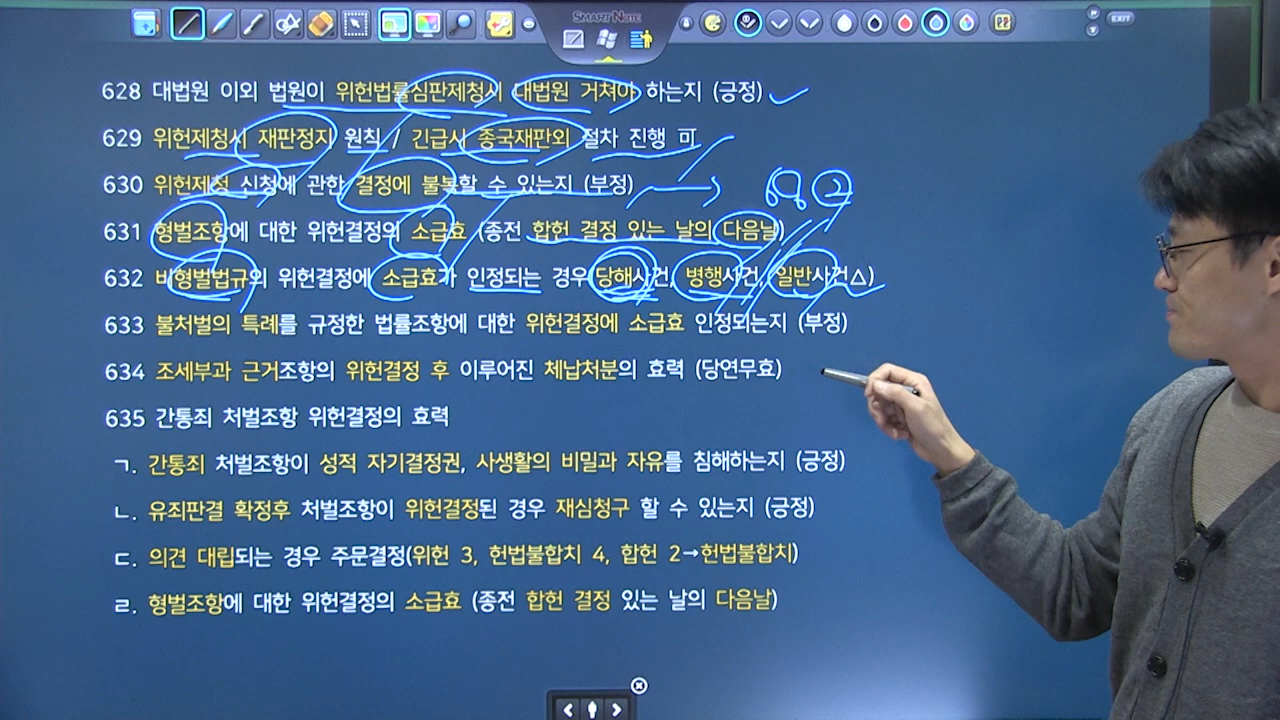 SMART NOTE
EXIT
628 대법원 이외 법원이 위헌법률심판제청시 대법원 거쳐야 하는지 (긍정)
629 위헌제청시 재판정지 원칙 / 긴급시 종국재판외 절차 진행 可
630 위헌제청 신청에 관한 결정에 불복할 수 있는지 (부정)
631 형벌조항에 대한 위헌결정의 소급효 (종전 합헌 결정 있는 날의 다음날)
632 비형벌법규의 위헌결정에 소급효가 인정되는 경우 (당해사건, 병행사건, 일반사건△)
633 불처벌의 특례를 규정한 법률조항에 대한 위헌결정에 소급효 인정되는지 (부정)
634 조세부과 근거조항의 위헌결정 후 이루어진 체납처분의 효력 (당연무효)
635 간통죄 처벌조항 위헌결정의 효력
ㄱ. 간통죄 처벌조항이 성적 자기결정권, 사생활의 비밀과 자유를 침해하는지 (긍정)
ㄴ. 유죄판결 확정후 처벌조항이 위헌결정된 경우 재심청구 할 수 있는지 (긍정)
ㄷ. 의견 대립되는 경우 주문결정(위헌 3, 헌법불합치 4, 합헌 2→헌법불합치)
ㄹ. 형벌조항에 대한 위헌결정의 소급효 (종전 합헌 결정 있는 날의 다음날)